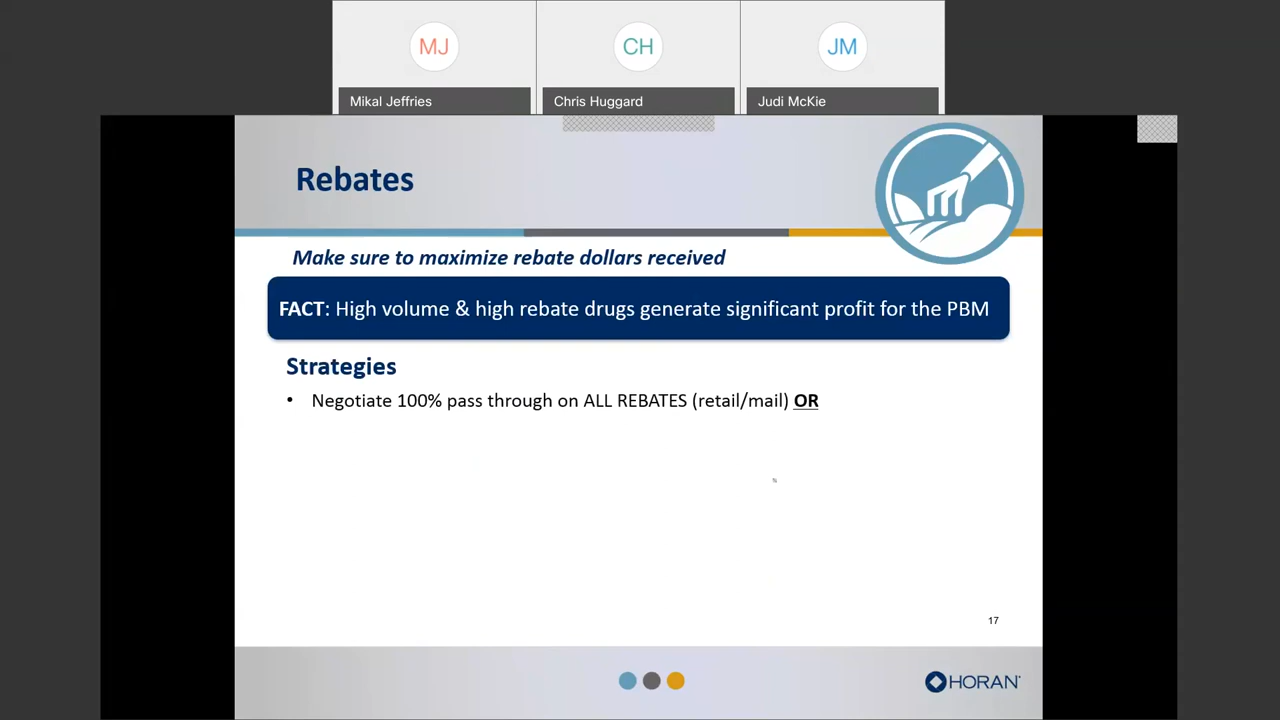 MJ
CH
JM
Mikal Jeffries
Chris Huggard
Judi McKie
Rebates
Make sure to maximize rebate dollars received
FACT: High volume & high rebate drugs generate significant profit for the PBM
Strategies
• Negotiate 100% pass through on ALL REBATES (retail/mail) OR
17
HORAN